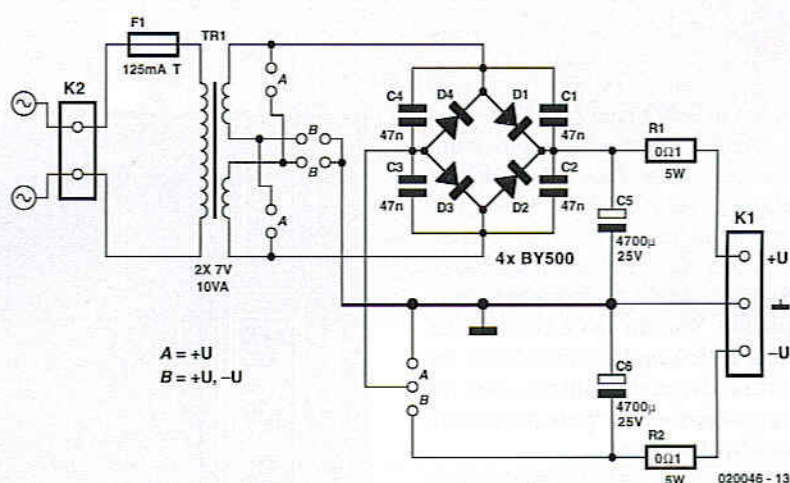 F1
125mA T
TR1
K2
A
B
B
A
2X 7V
10VA
C4
47n
C3
47n
D4
D1
D3
D2
C1
47n
C2
47n
4x BY500
R1
0Ω1
5W
C5
4700µ
25V
K1
+U
⊥
–U
A = +U
B = +U, –U
A
B
C6
4700µ
25V
R2
0Ω1
5W
020046 - 13